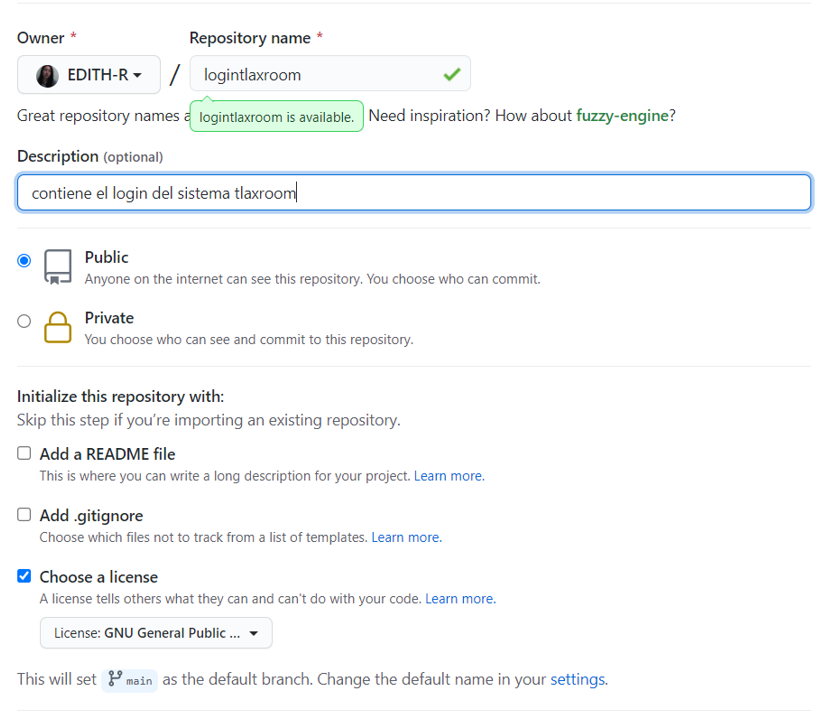 Owner *
Repository name *
EDITH-R
/
logintlaxroom
Great repository names a
logintlaxroom is available.
Need inspiration? How about fuzzy-engine?
Description (optional)
contiene el login del sistema tlaxroom
Public
Anyone on the internet can see this repository. You choose who can commit.
Private
You choose who can see and commit to this repository.
Initialize this repository with:
Skip this step if you’re importing an existing repository.
Add a README file
This is where you can write a long description for your project. Learn more.
Add .gitignore
Choose which files not to track from a list of templates. Learn more.
Choose a license
A license tells others what they can and can't do with your code. Learn more.
License: GNU General Public ...
This will set main as the default branch. Change the default name in your settings.